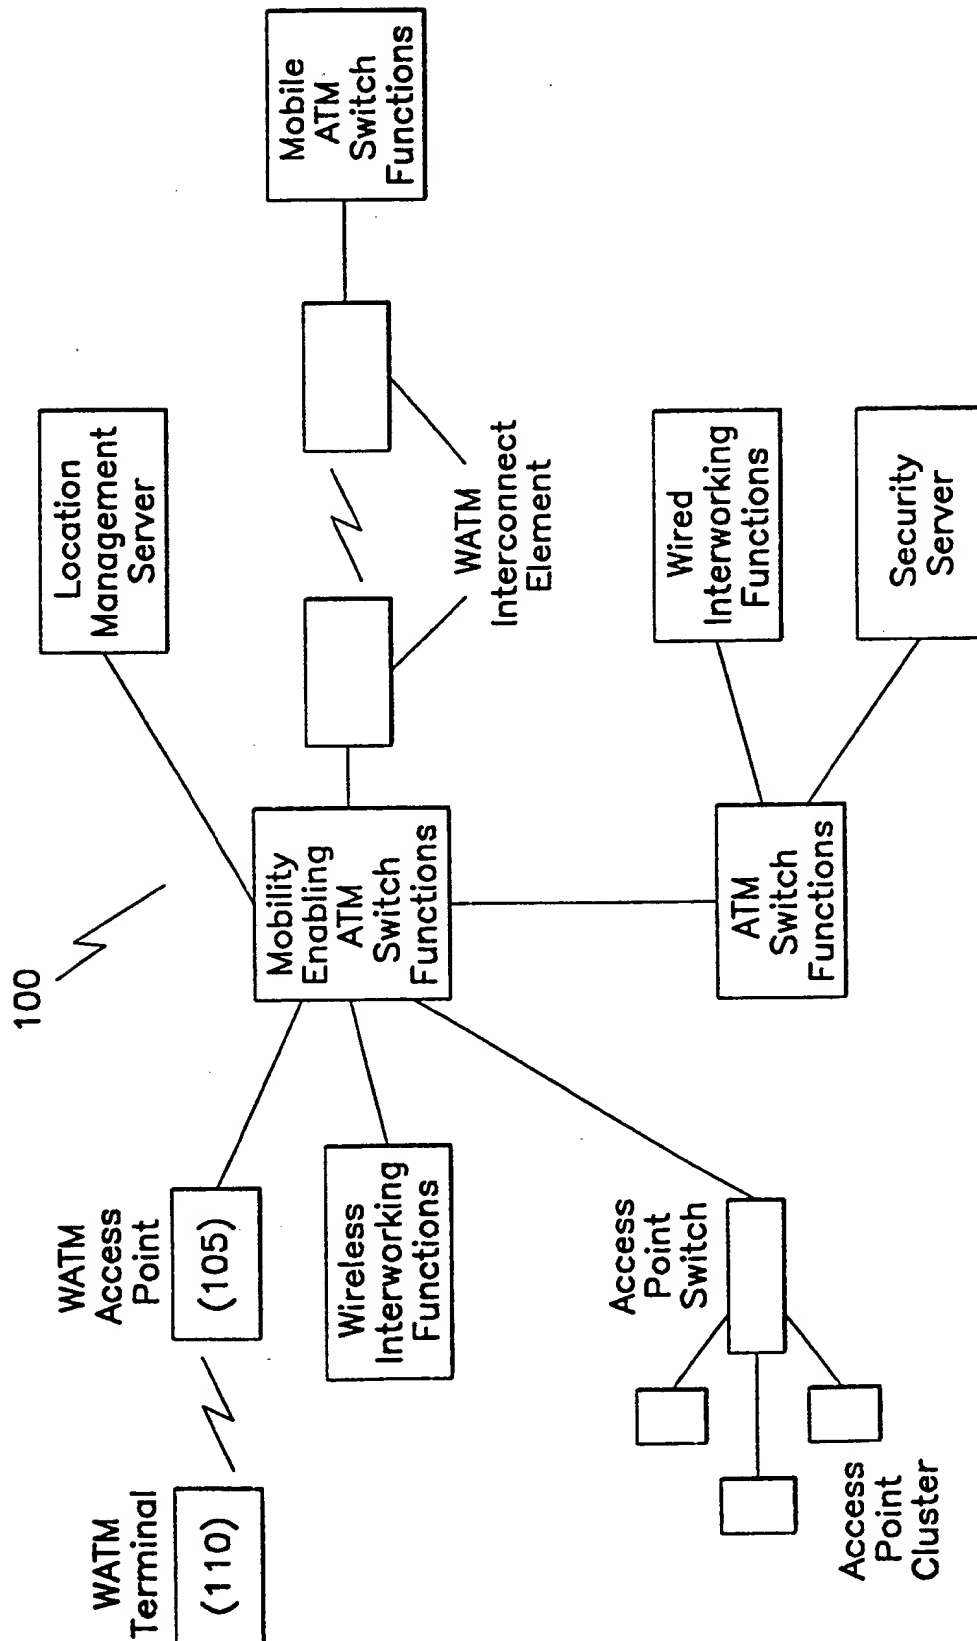 100
WATM
Terminal
(110)
WATM
Access
Point
(105)
Wireless
Interworking
Functions
Access
Point
Switch
Access
Point
Cluster
Mobility
Enabling
ATM
Switch
Functions
Location
Management
Server
WATM
Interconnect
Element
Mobile
ATM
Switch
Functions
ATM
Switch
Functions
Wired
Interworking
Functions
Security
Server